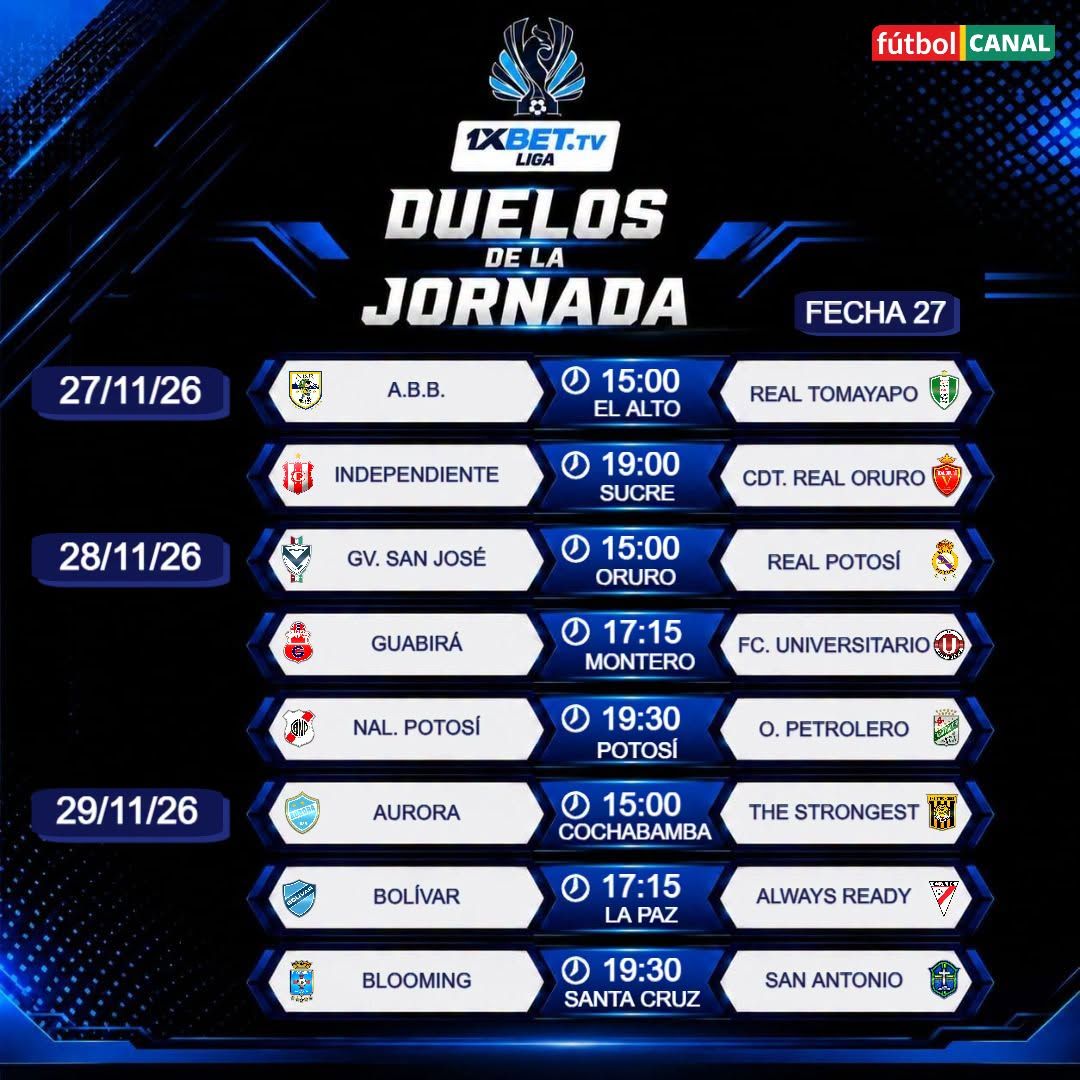 fútbol CANAL
1XBET.TV
LIGA
DUELOS
DE LA
JORNADA
FECHA 27
27/11/26
A.B.B.
15:00
EL ALTO
REAL TOMAYAPO
INDEPENDIENTE
19:00
SUCRE
CDT. REAL ORURO
28/11/26
GV. SAN JOSÉ
15:00
ORURO
REAL POTOSÍ
GUABIRÁ
17:15
MONTERO
FC. UNIVERSITARIO
NAL. POTOSÍ
19:30
POTOSÍ
O. PETROLERO
29/11/26
AURORA
15:00
COCHABAMBA
THE STRONGEST
BOLÍVAR
17:15
LA PAZ
ALWAYS READY
BLOOMING
19:30
SANTA CRUZ
SAN ANTONIO